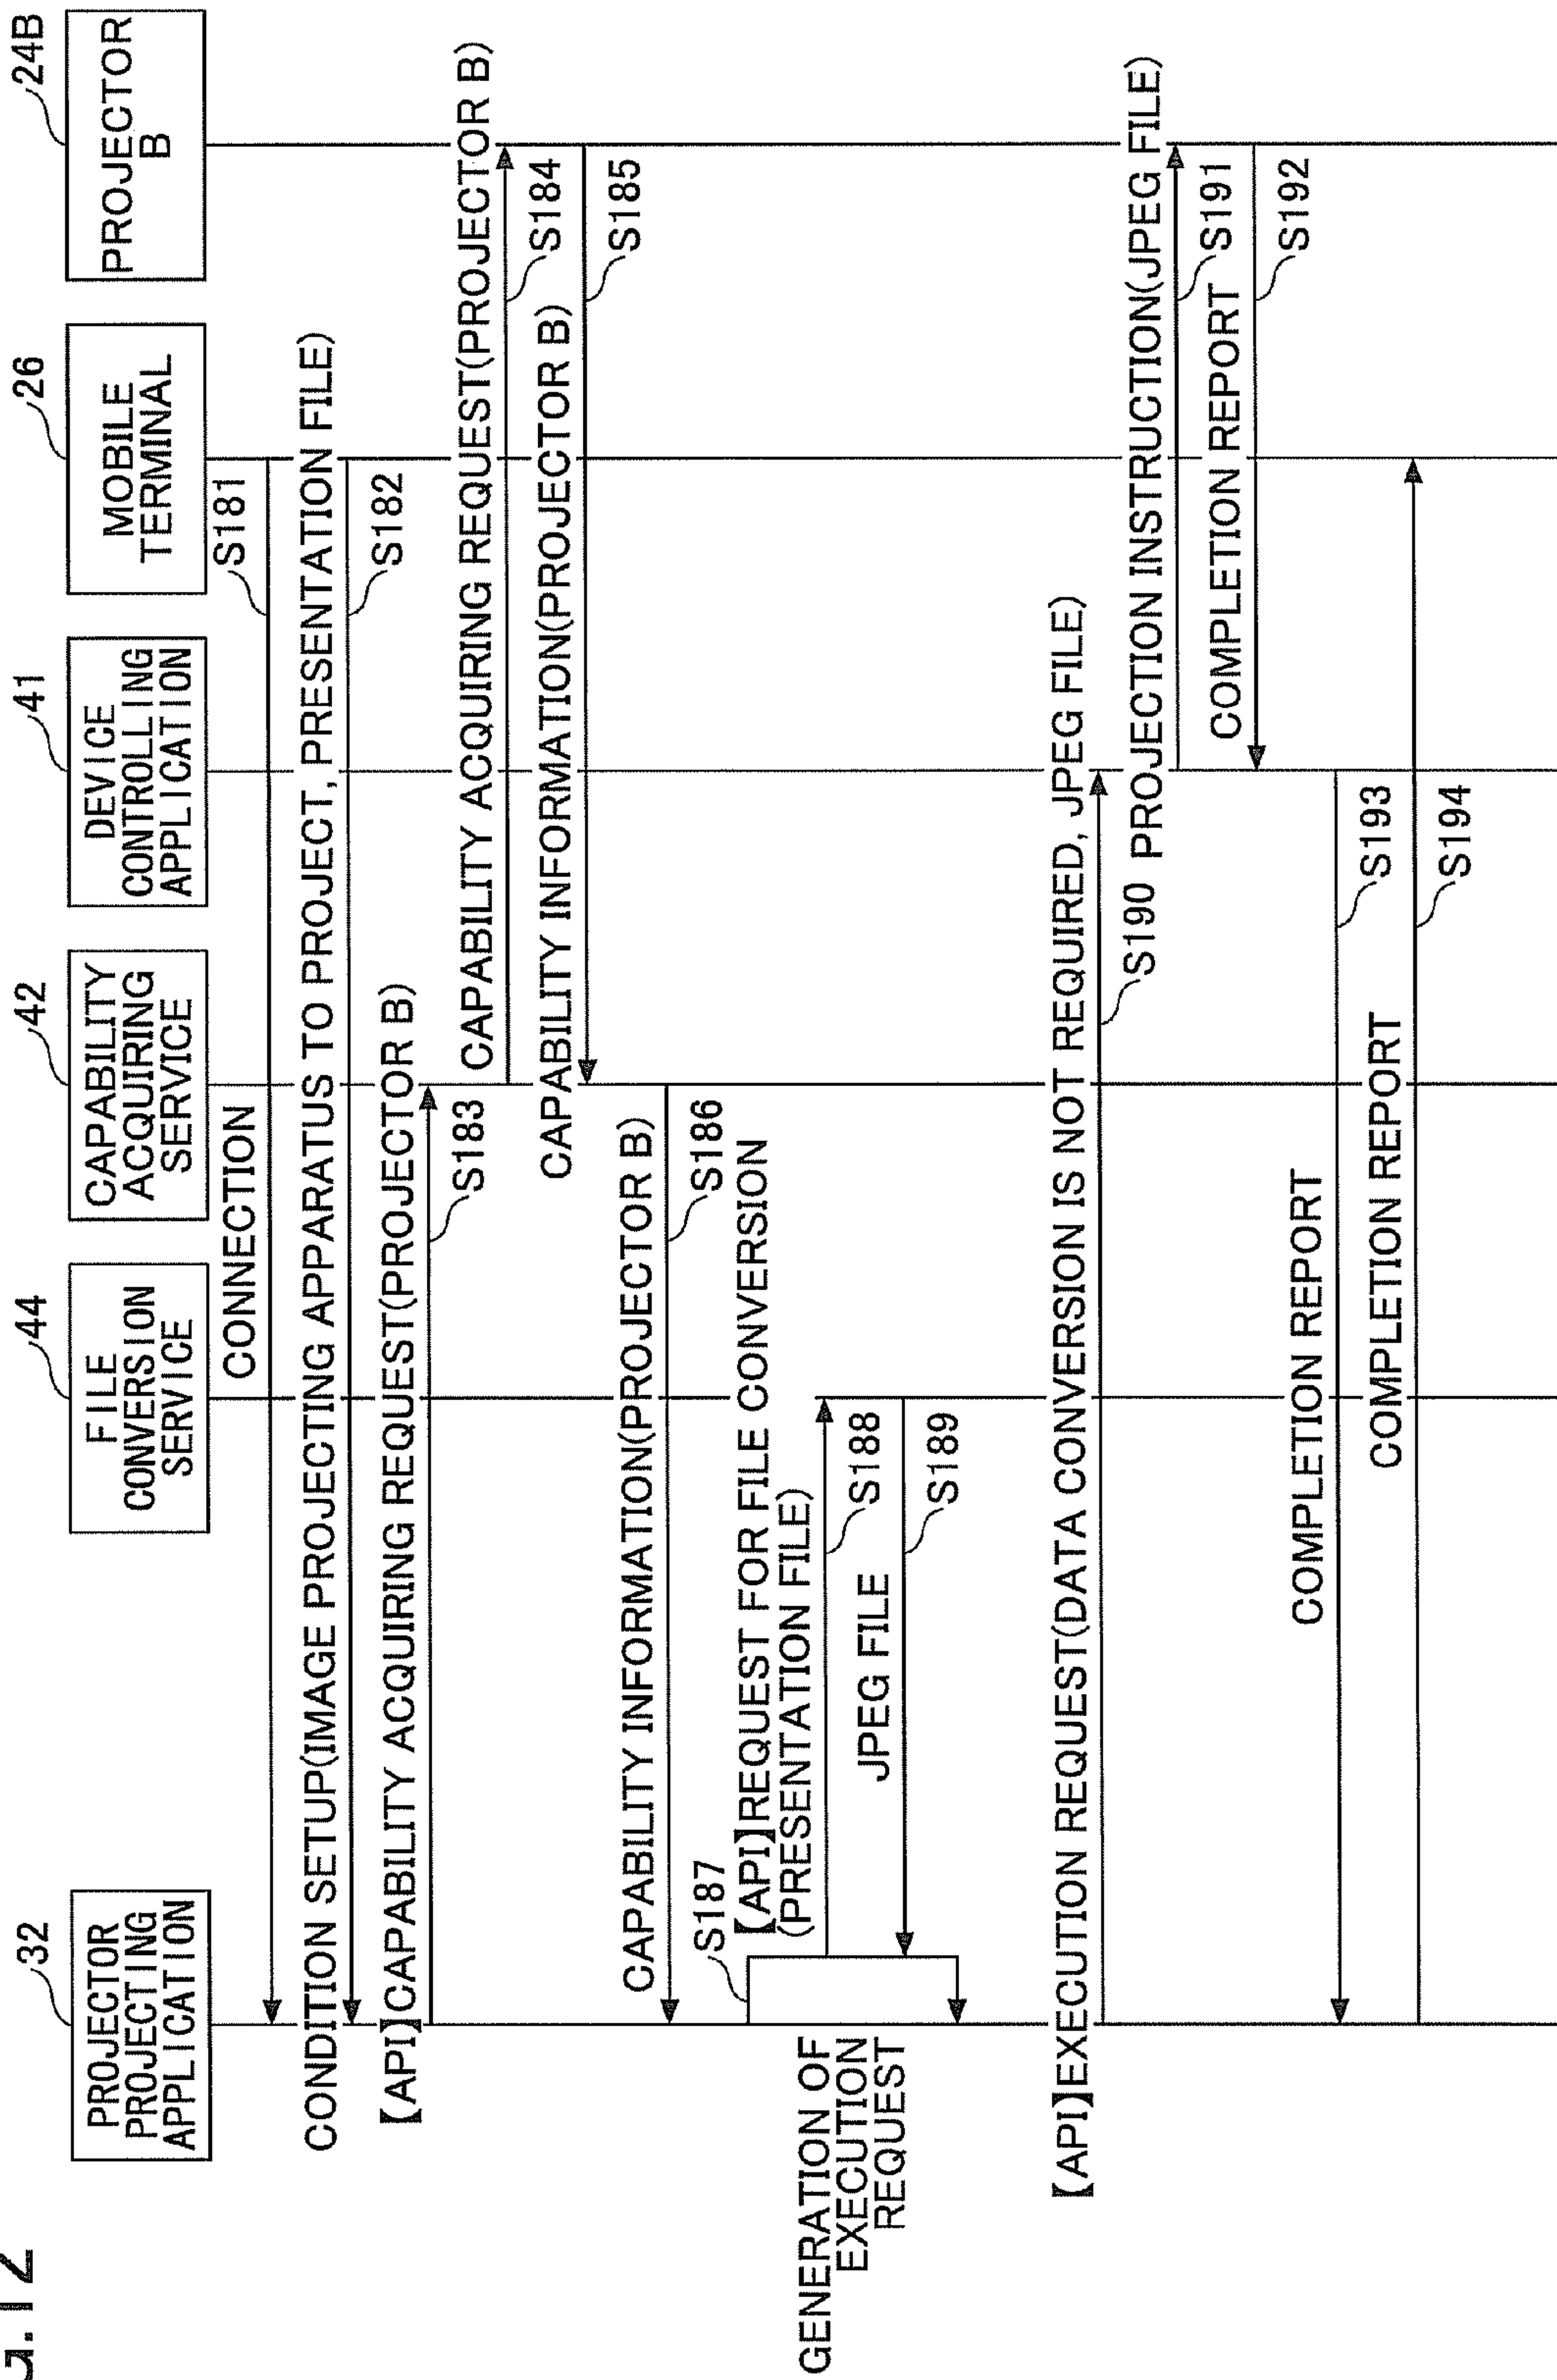 G.12
32
PROJECTOR
PROJECTING
APPLICATION
44
FILE
CONVERSION
SERVICE
42
CAPABILITY
ACQUIRING
SERVICE
41
DEVICE
CONTROLLING
APPLICATION
26
MOBILE
TERMINAL
24B
PROJECTOR
B
CONNECTION
S181
CONDITION SETUP(IMAGE PROJECTING APPARATUS TO PROJECT, PRESENTATION FILE)
S182
【API】CAPABILITY ACQUIRING REQUEST(PROJECTOR B)
S183
CAPABILITY ACQUIRING REQUEST(PROJECTOR B)
S184
CAPABILITY INFORMATION(PROJECTOR B)
S185
CAPABILITY INFORMATION(PROJECTOR B)
S186
S187
GENERATION OF
EXECUTION
REQUEST
【API】REQUEST FOR FILE CONVERSION
(PRESENTATION FILE)
S188
JPEG FILE
S189
【API】EXECUTION REQUEST(DATA CONVERSION IS NOT REQUIRED, JPEG FILE)
S190
PROJECTION INSTRUCTION(JPEG FILE)
S191
COMPLETION REPORT
S192
COMPLETION REPORT
S193
COMPLETION REPORT
S194